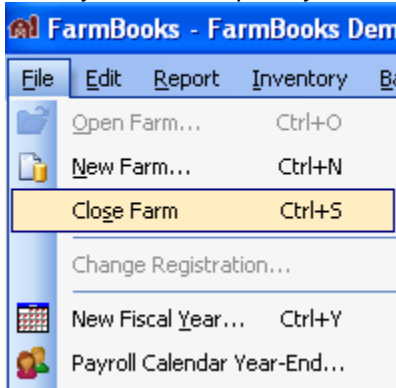 FarmBooks - FarmBooks Dem
File Edit Report Inventory Ba
Open Farm... Ctrl+O
New Farm... Ctrl+N
Close Farm Ctrl+S
Change Registration...
New Fiscal Year... Ctrl+Y
Payroll Calendar Year-End...